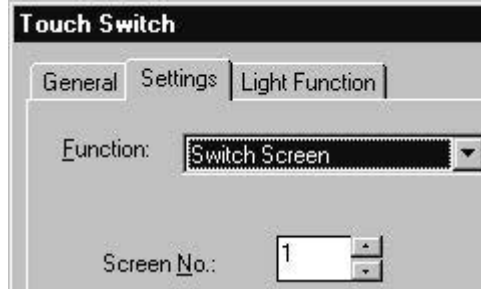 Touch Switch
General Settings Light Function
Function: Switch Screen
Screen No.: 1